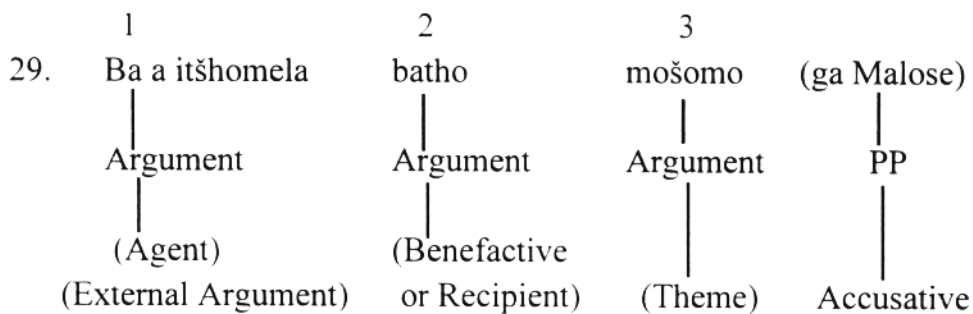 1 2 3
29. Ba a itšhomela batho mošomo (ga Malose)
Argument Argument Argument PP
(Agent) (Benefactive
(External Argument) or Recipient) (Theme) Accusative